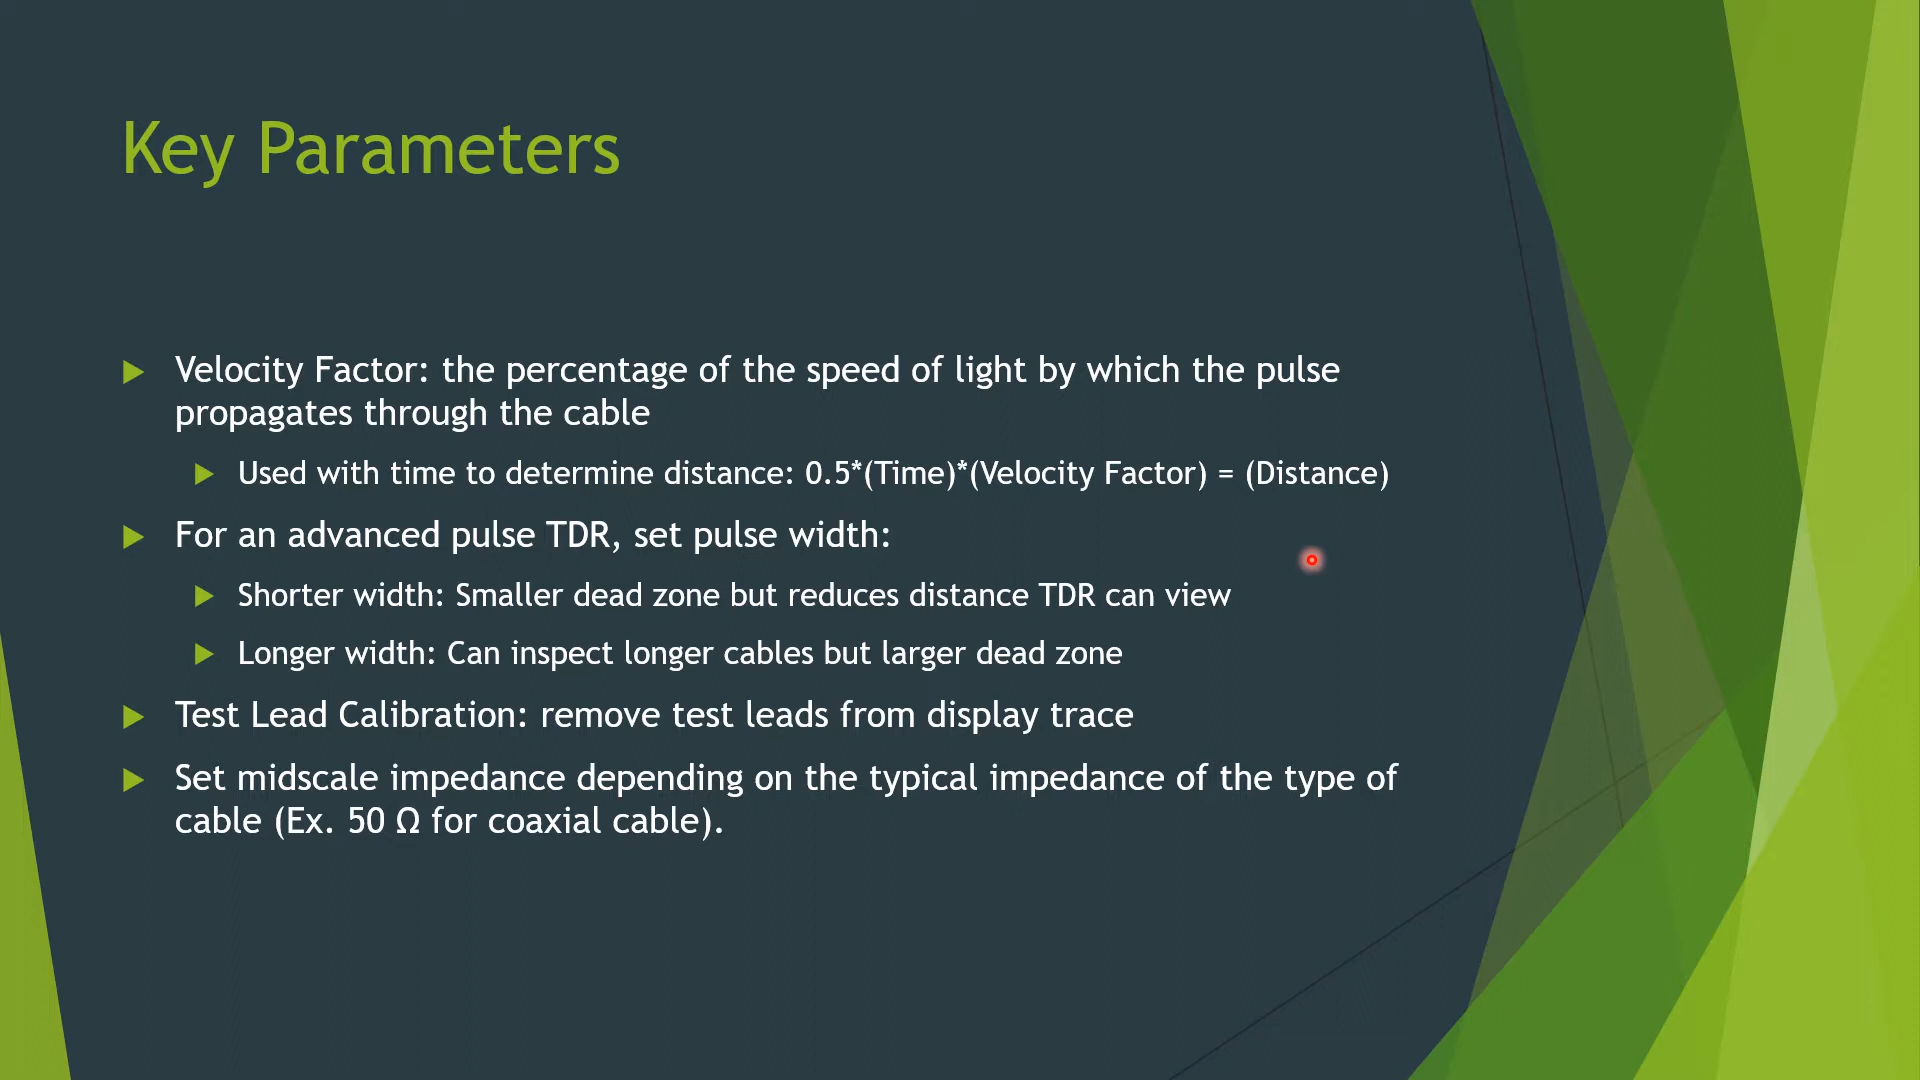 Key Parameters
Velocity Factor: the percentage of the speed of light by which the pulse
propagates through the cable
Used with time to determine distance: 0.5*(Time)*(Velocity Factor) = (Distance)
For an advanced pulse TDR, set pulse width:
Shorter width: Smaller dead zone but reduces distance TDR can view
Longer width: Can inspect longer cables but larger dead zone
Test Lead Calibration: remove test leads from display trace
Set midscale impedance depending on the typical impedance of the type of
cable (Ex. 50 Ω for coaxial cable).